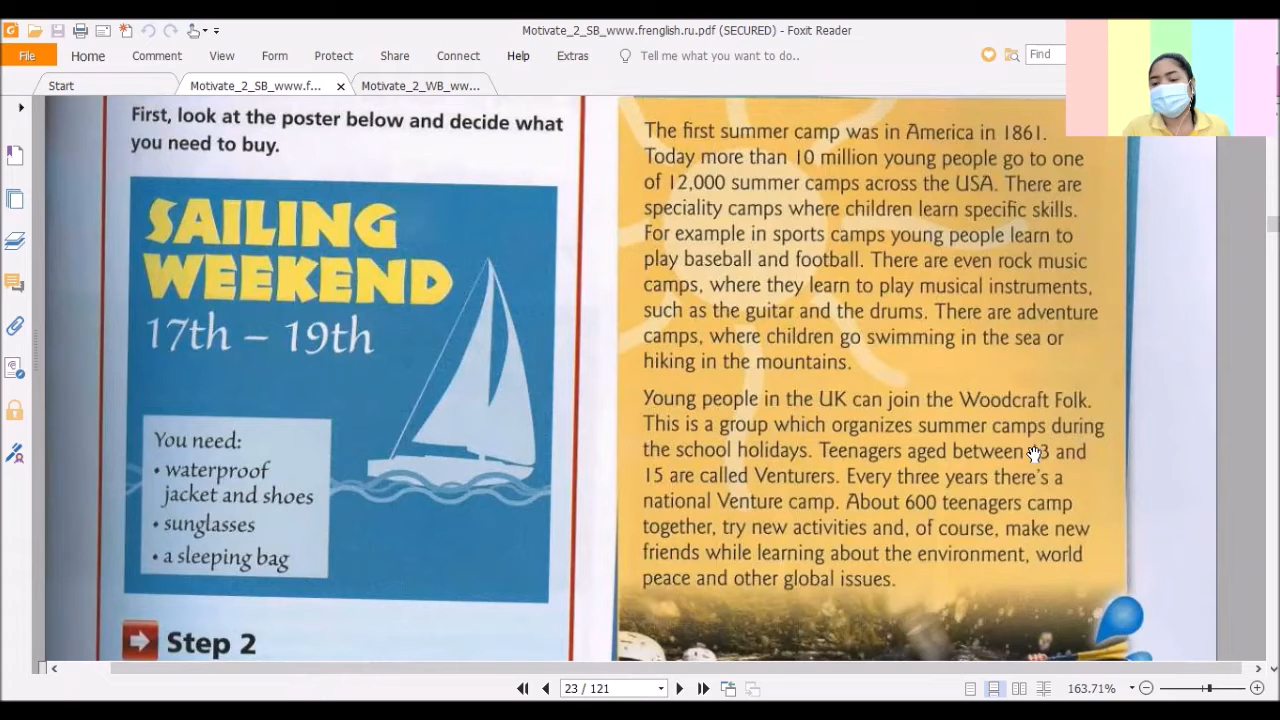 Motivate_2_SB_www.frenglish.ru.pdf (SECURED) - Foxit Reader
File Home Comment View Form Protect Share Connect Help Extras Tell me what you want to do.. Find
Start Motivate_2_SB_www.f... Motivate_2_WB_ww...
First, look at the poster below and decide what
you need to buy.
SAILING
WEEKEND
17th – 19th
You need:
• waterproof
jacket and shoes
• sunglasses
• a sleeping bag
Step 2
The first summer camp was in America in 1861.
Today more than 10 million young people go to one
of 12,000 summer camps across the USA. There are
speciality camps where children learn specific skills.
For example in sports camps young people learn to
play baseball and football. There are even rock music
camps, where they learn to play musical instruments,
such as the guitar and the drums. There are adventure
camps, where children go swimming in the sea or
hiking in the mountains.
Young people in the UK can join the Woodcraft Folk.
This is a group which organizes summer camps during
the school holidays. Teenagers aged between and
15 are called Venturers. Every three years there's a
national Venture camp. About 600 teenagers camp
together, try new activities and, of course, make new
friends while learning about the environment, world
peace and other global issues.
23 / 121
163.71%